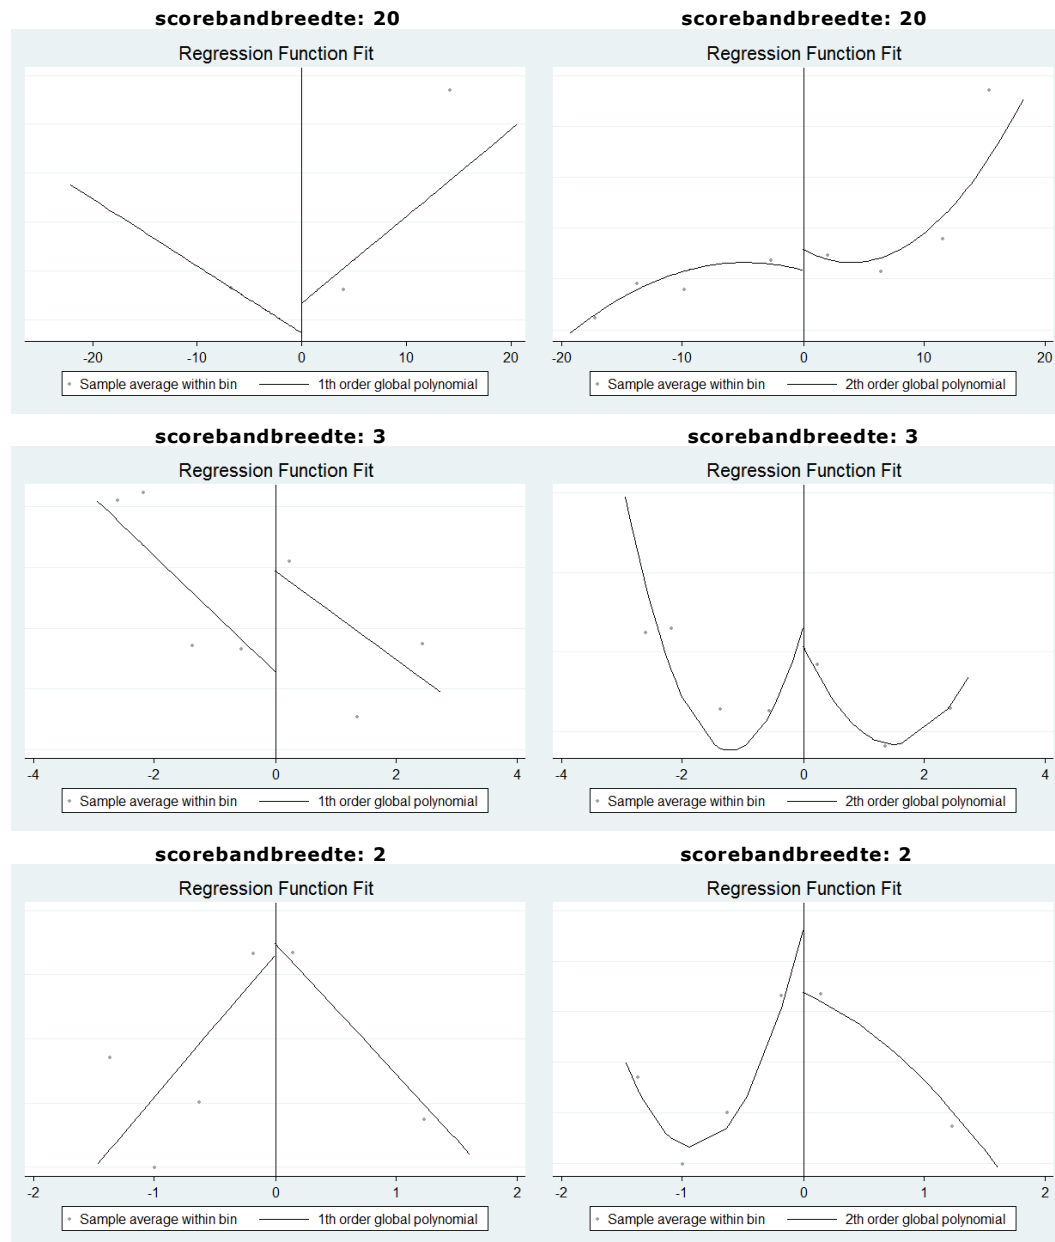 scorebandbreedte: 20
Regression Function Fit
-20 -10 0 10 20
Sample average within bin 1th order global polynomial
scorebandbreedte: 20
Regression Function Fit
-20 -10 0 10 20
Sample average within bin 2th order global polynomial
scorebandbreedte: 3
Regression Function Fit
-4 -2 0 2 4
Sample average within bin 1th order global polynomial
scorebandbreedte: 3
Regression Function Fit
-4 -2 0 2 4
Sample average within bin 2th order global polynomial
scorebandbreedte: 2
Regression Function Fit
-2 -1 0 1 2
Sample average within bin 1th order global polynomial
scorebandbreedte: 2
Regression Function Fit
-2 -1 0 1 2
Sample average within bin 2th order global polynomial